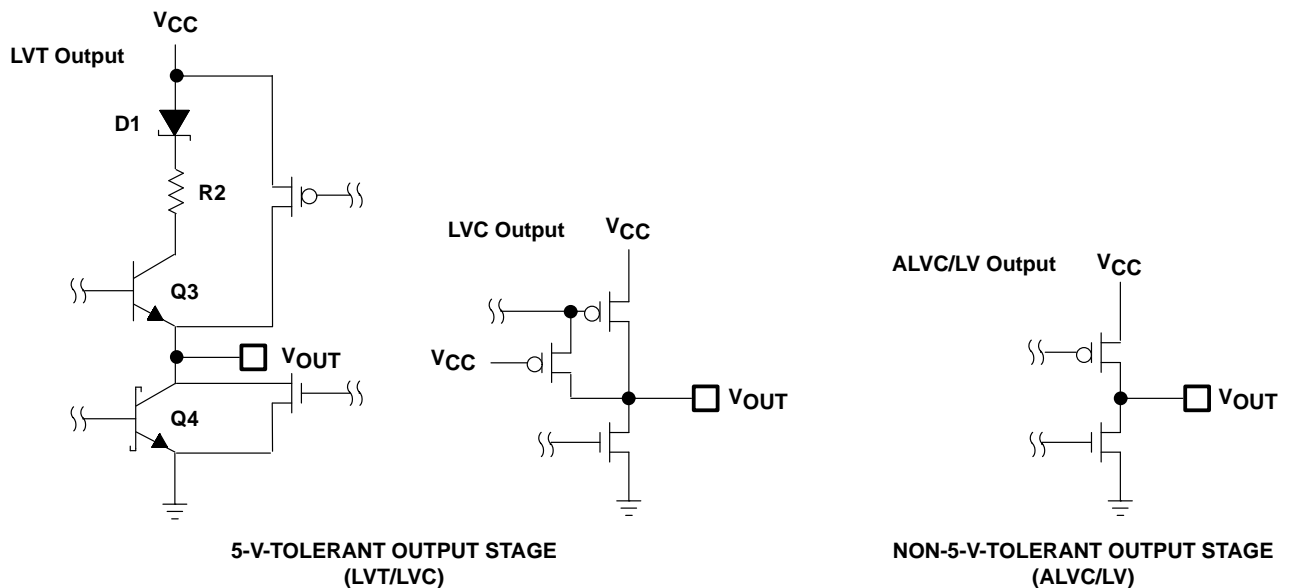 VCC
LVT Output
D1
R2
Q3
VOUT
Q4
LVC Output
VCC
VCC
VOUT
ALVC/LV Output
VCC
VOUT
5-V-TOLERANT OUTPUT STAGE
(LVT/LVC)
NON-5-V-TOLERANT OUTPUT STAGE
(ALVC/LV)